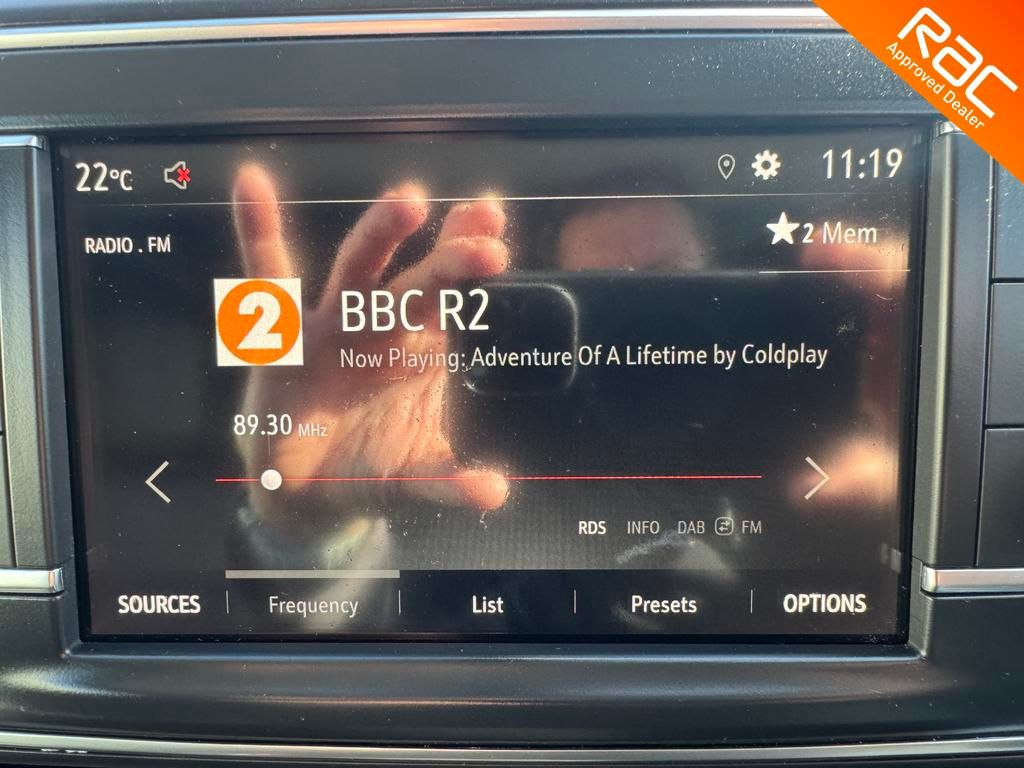 rac
Approved Dealer
22°C
11:19
RADIO . FM
2 Mem
2
BBC R2
Now Playing: Adventure Of A Lifetime by Coldplay
89.30 MHz
RDS INFO DAB FM
SOURCES Frequency List Presets OPTIONS